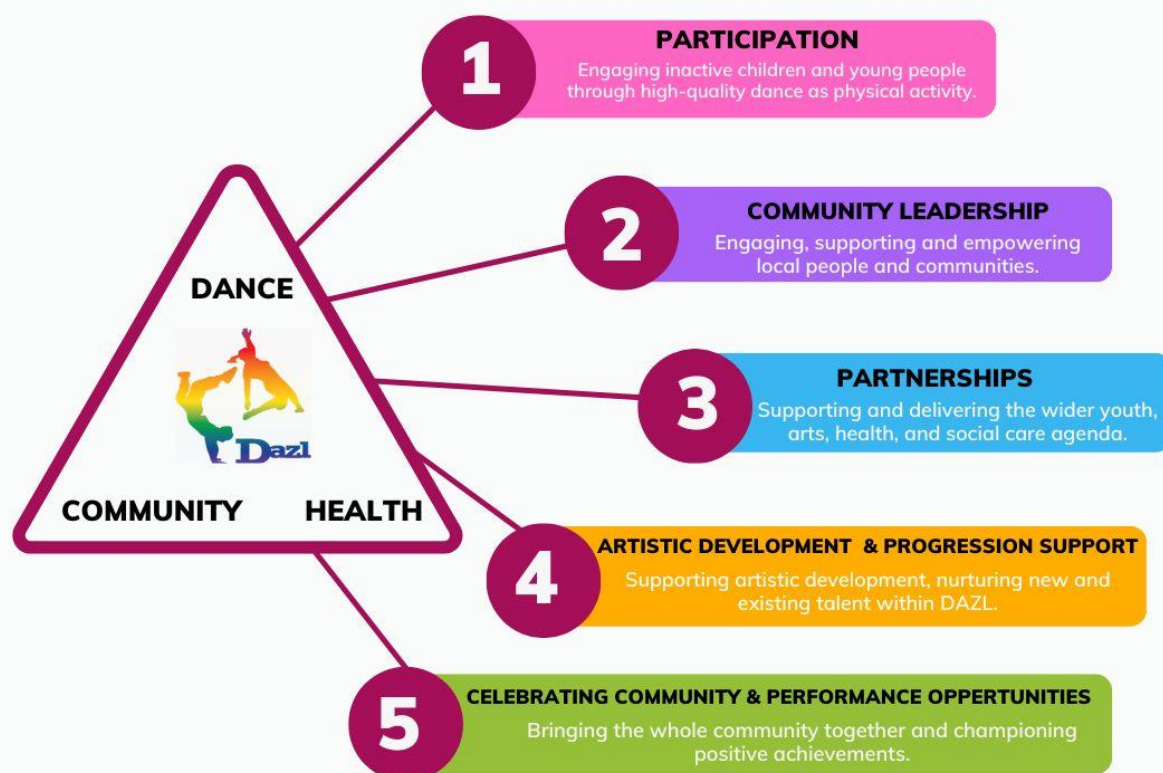 1
PARTICIPATION
Engaging inactive children and young people
through high-quality dance as physical activity.
2
COMMUNITY LEADERSHIP
Engaging, supporting and empowering
local people and communities.
DANCE
Dazl
COMMUNITY HEALTH
3
PARTNERSHIPS
Supporting and delivering the wider youth,
arts, health, and social care agenda.
4
ARTISTIC DEVELOPMENT & PROGRESSION SUPPORT
Supporting artistic development, nurturing new and
existing talent within DAZL.
5
CELEBRATING COMMUNITY & PERFORMANCE OPPERTUNITIES
Bringing the whole community together and championing
positive achievements.